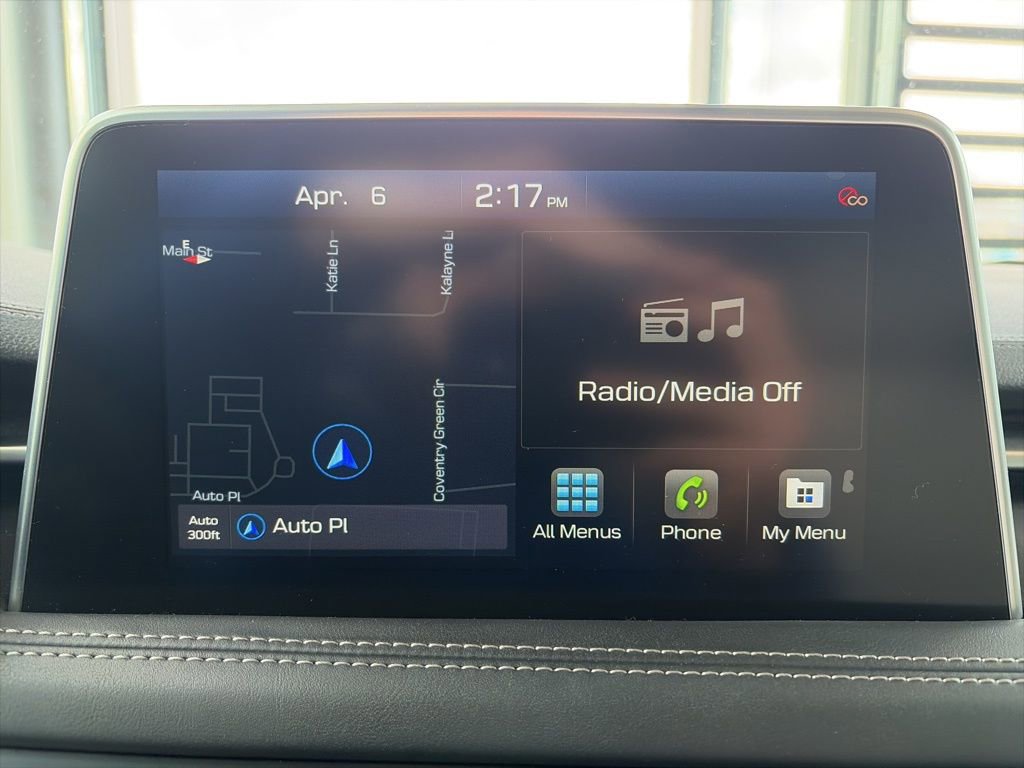 Apr. 6
2:17 PM
E
Main St
Katie Ln
Kalayne L
Coventry Green Cir
Auto Pl
Auto
300ft
Auto Pl
Radio/Media Off
All Menus
Phone
My Menu